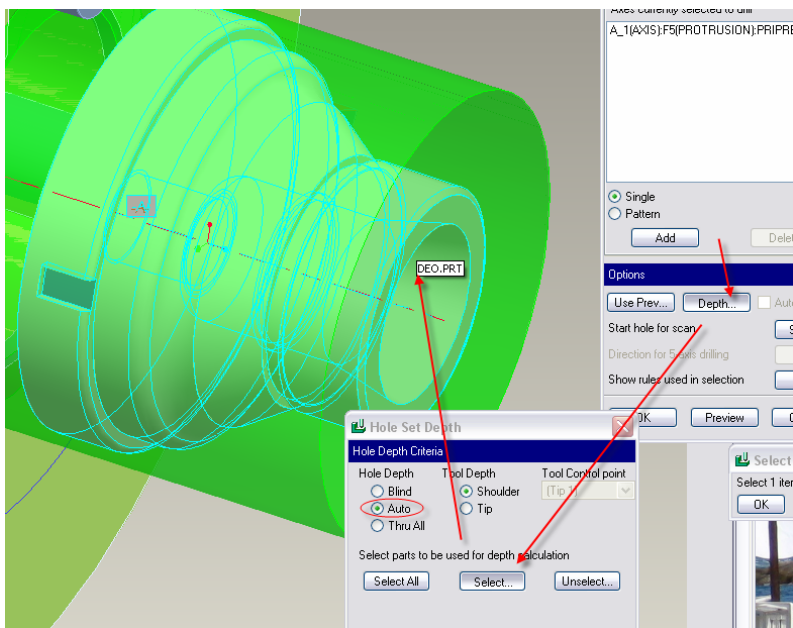 Axes currently selected to drill
A_1(AXIS):F5(PROTRUSION):PRIPRE
Single
Pattern
Add
Delet
Options
Use Prev...
Depth...
Auto
Start hole for scan
S
Direction for 5 axis drilling
Show rules used in selection
OK
Preview
C
DEO.PRT
Hole Set Depth
Hole Depth Criteria
Hole Depth Tool Depth Tool Control point
Blind Shoulder [Tip 1]
Auto Tip
Thru All
Select parts to be used for depth calculation
Select All Select... Unselect...
Select
Select 1 iter
OK